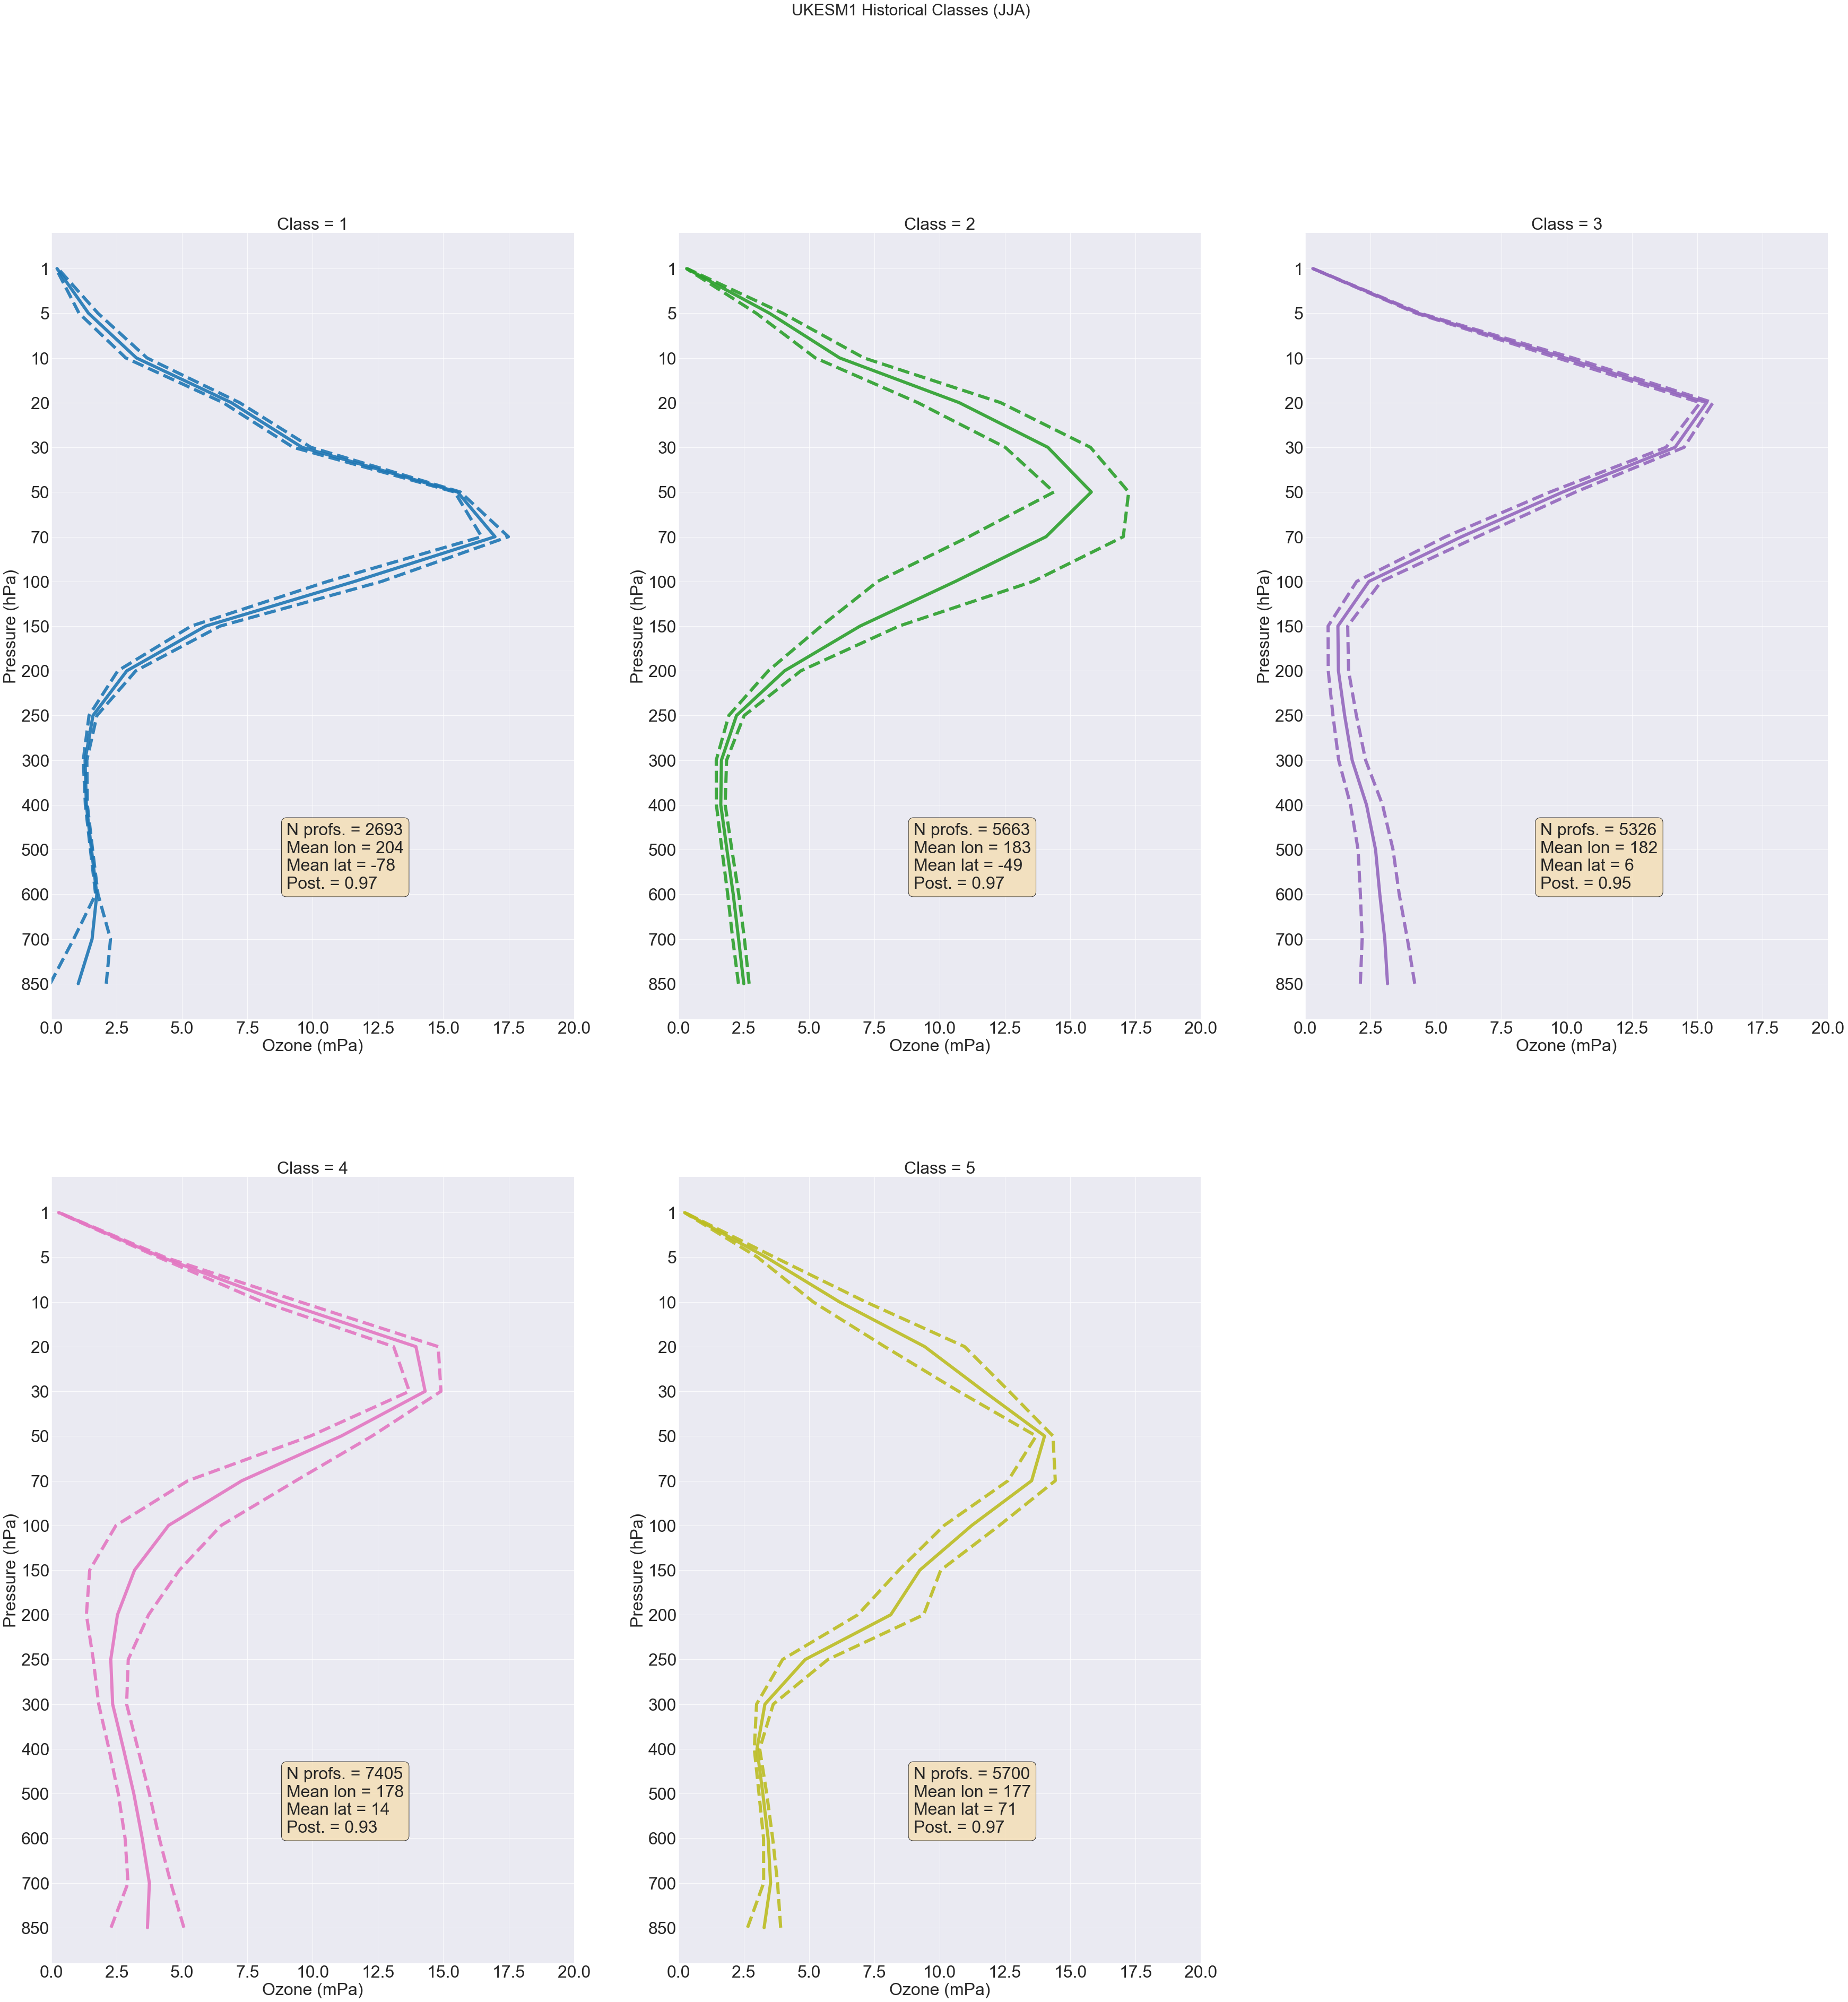 UKESM1 Historical Classes (JJA)
Class = 1
1
5
10
20
30
50
70
100
150
200
250
300
400
500
600
700
850
Pressure (hPa)
N profs. = 2693
Mean lon = 204
Mean lat = -78
Post. = 0.97
0.0 2.5 5.0 7.5 10.0 12.5 15.0 17.5 20.0
Ozone (mPa)
Class = 2
1
5
10
20
30
50
70
100
150
200
250
300
400
500
600
700
850
Pressure (hPa)
N profs. = 5663
Mean lon = 183
Mean lat = -49
Post. = 0.97
0.0 2.5 5.0 7.5 10.0 12.5 15.0 17.5 20.0
Ozone (mPa)
Class = 3
1
5
10
20
30
50
70
100
150
200
250
300
400
500
600
700
850
Pressure (hPa)
N profs. = 5326
Mean lon = 182
Mean lat = 6
Post. = 0.95
0.0 2.5 5.0 7.5 10.0 12.5 15.0 17.5 20.0
Ozone (mPa)
Class = 4
1
5
10
20
30
50
70
100
150
200
250
300
400
500
600
700
850
Pressure (hPa)
N profs. = 7405
Mean lon = 178
Mean lat = 14
Post. = 0.93
0.0 2.5 5.0 7.5 10.0 12.5 15.0 17.5 20.0
Ozone (mPa)
Class = 5
1
5
10
20
30
50
70
100
150
200
250
300
400
500
600
700
850
Pressure (hPa)
N profs. = 5700
Mean lon = 177
Mean lat = 71
Post. = 0.97
0.0 2.5 5.0 7.5 10.0 12.5 15.0 17.5 20.0
Ozone (mPa)